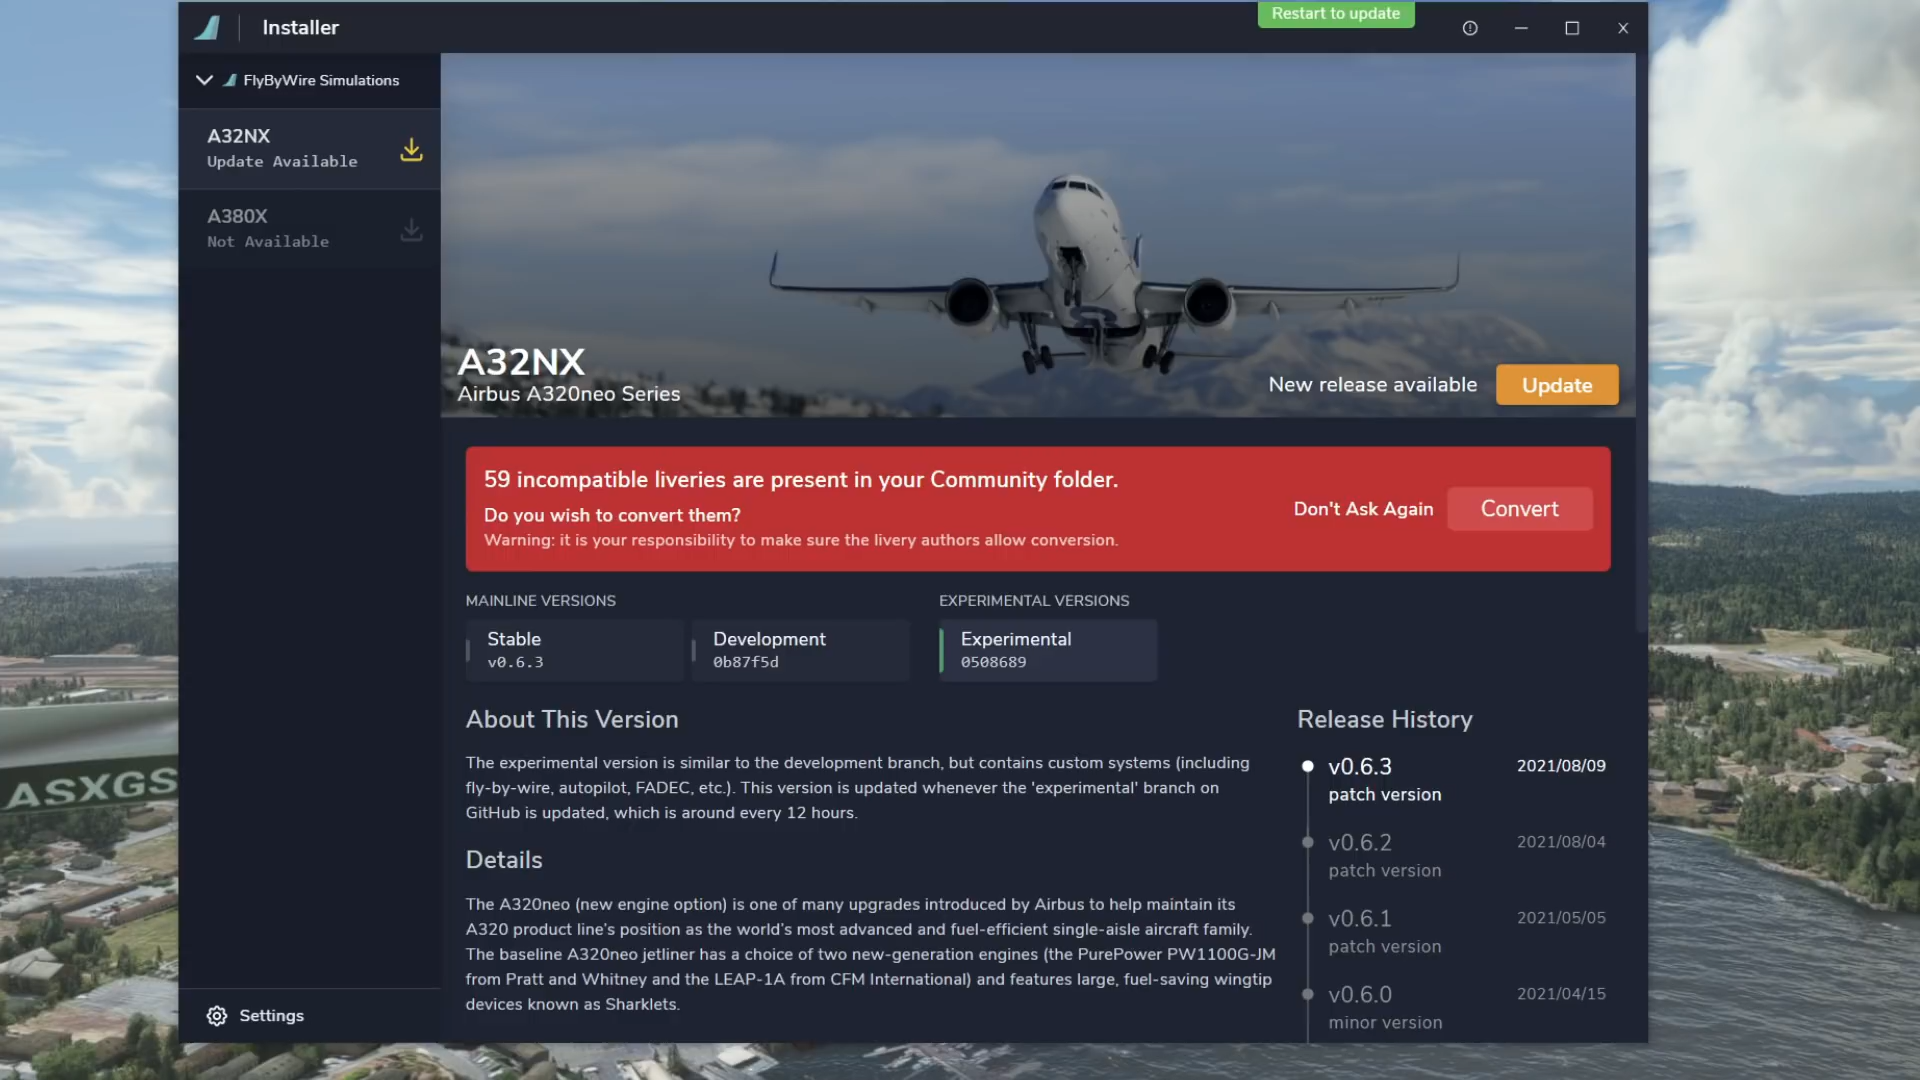 Installer
Restart to update
FlyByWire Simulations
A32NX
Update Available
A380X
Not Available
Settings
A32NX
Airbus A320neo Series
New release available
Update
59 incompatible liveries are present in your Community folder.
Do you wish to convert them?
Warning: it is your responsibility to make sure the livery authors allow conversion.
Don't Ask Again
Convert
MAINLINE VERSIONS
EXPERIMENTAL VERSIONS
Stable
v0.6.3
Development
0b87f5d
Experimental
0508689
About This Version
The experimental version is similar to the development branch, but contains custom systems (including
fly-by-wire, autopilot, FADEC, etc.). This version is updated whenever the 'experimental' branch on
GitHub is updated, which is around every 12 hours.
Details
The A320neo (new engine option) is one of many upgrades introduced by Airbus to help maintain its
A320 product line's position as the world's most advanced and fuel-efficient single-aisle aircraft family.
The baseline A320neo jetliner has a choice of two new-generation engines (the PurePower PW1100G-JM
from Pratt and Whitney and the LEAP-1A from CFM International) and features large, fuel-saving wingtip
devices known as Sharklets.
Release History
v0.6.3 2021/08/09
patch version
v0.6.2 2021/08/04
patch version
v0.6.1 2021/05/05
patch version
v0.6.0 2021/04/15
minor version
ASXGS